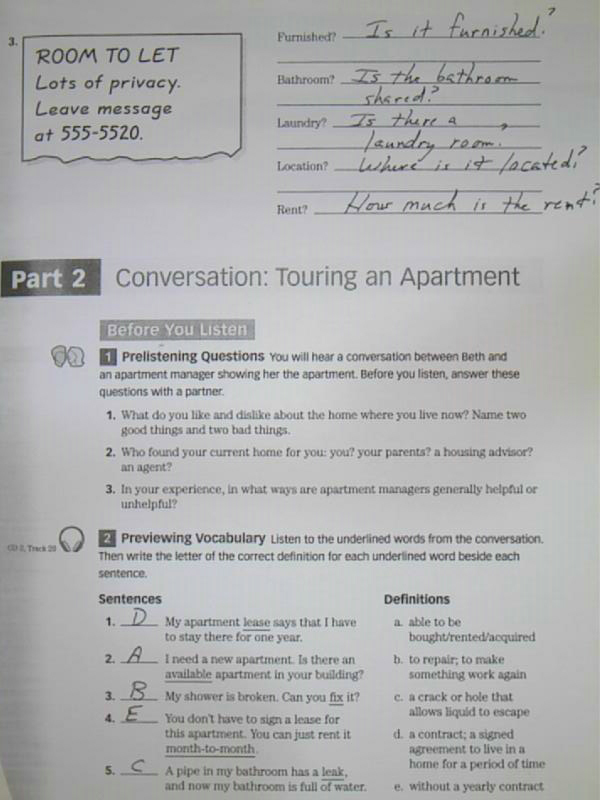 3.
ROOM TO LET
Lots of privacy.
Leave message
at 555-5520.
Furnished? Is it furnished?
Bathroom? Is the bathroom
shared?
Laundry? Is there a
laundry room?
Location? Where is it located?
Rent? How much is the rent?
Part 2 Conversation: Touring an Apartment
Before You Listen
1 Prelistening Questions You will hear a conversation between Beth and
an apartment manager showing her the apartment. Before you listen, answer these
questions with a partner.
1. What do you like and dislike about the home where you live now? Name two
good things and two bad things.
2. Who found your current home for you: you? your parents? a housing advisor?
an agent?
3. In your experience, in what ways are apartment managers generally helpful or
unhelpful?
CD 2, Track 20
2 Previewing Vocabulary Listen to the underlined words from the conversation.
Then write the letter of the correct definition for each underlined word beside each
sentence.
Sentences
1. D My apartment lease says that I have
to stay there for one year.
2. A I need a new apartment. Is there an
available apartment in your building?
3. B My shower is broken. Can you fix it?
4. E You don't have to sign a lease for
this apartment. You can just rent it
month-to-month.
5. C A pipe in my bathroom has a leak,
and now my bathroom is full of water.
Definitions
a. able to be
bought/rented/acquired
b. to repair; to make
something work again
c. a crack or hole that
allows liquid to escape
d. a contract; a signed
agreement to live in a
home for a period of time
e. without a yearly contract